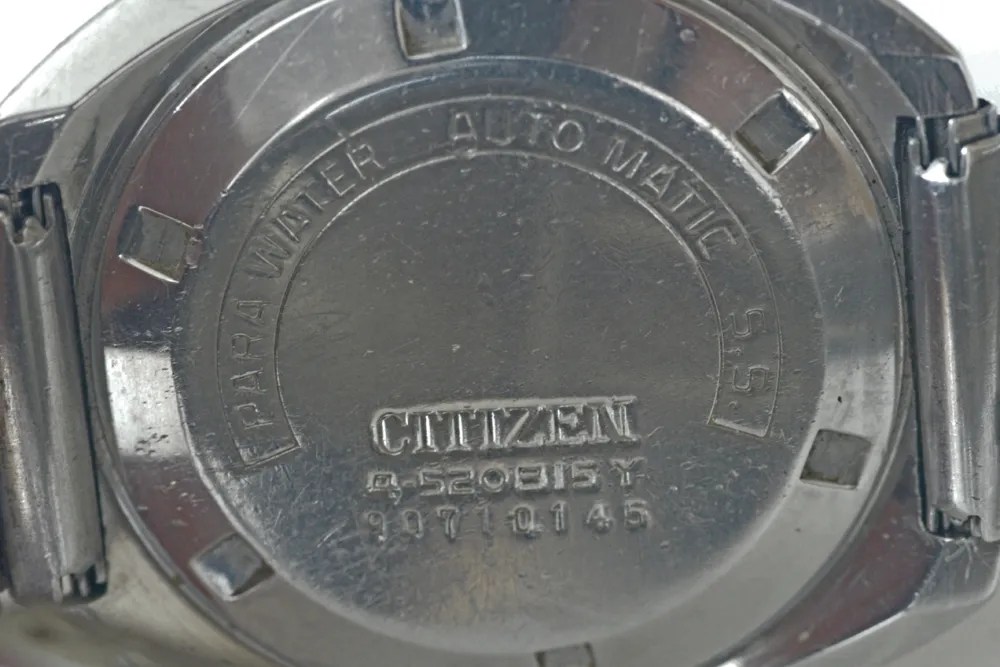 PARA WATER AUTO MATIC S.S.
CITIZEN
4-520815 Y
90710145